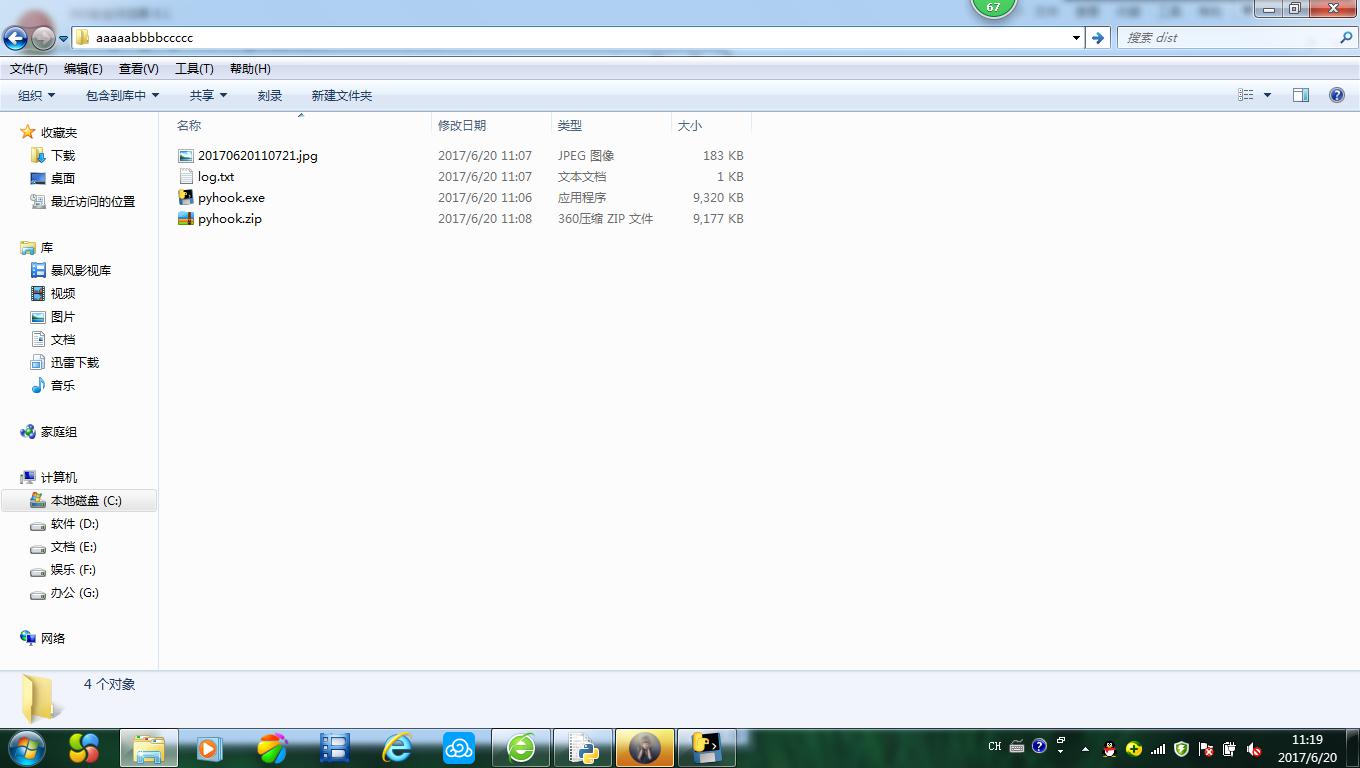 67
aaaaabbbbccccc
搜索 dist
文件(F) 编辑(E) 查看(V) 工具(T) 帮助(H)
组织 包含到库中 共享 刻录 新建文件夹
名称 修改日期 类型 大小
20170620110721.jpg 2017/6/20 11:07 JPEG 图像 183 KB
log.txt 2017/6/20 11:07 文本文档 1 KB
pyhook.exe 2017/6/20 11:06 应用程序 9,320 KB
pyhook.zip 2017/6/20 11:08 360压缩 ZIP 文件 9,177 KB
收藏夹
下载
桌面
最近访问的位置
库
暴风影视库
视频
图片
文档
迅雷下载
音乐
家庭组
计算机
本地磁盘 (C:)
软件 (D:)
文档 (E:)
娱乐 (F:)
办公 (G:)
网络
4 个对象
CH
11:19
2017/6/20